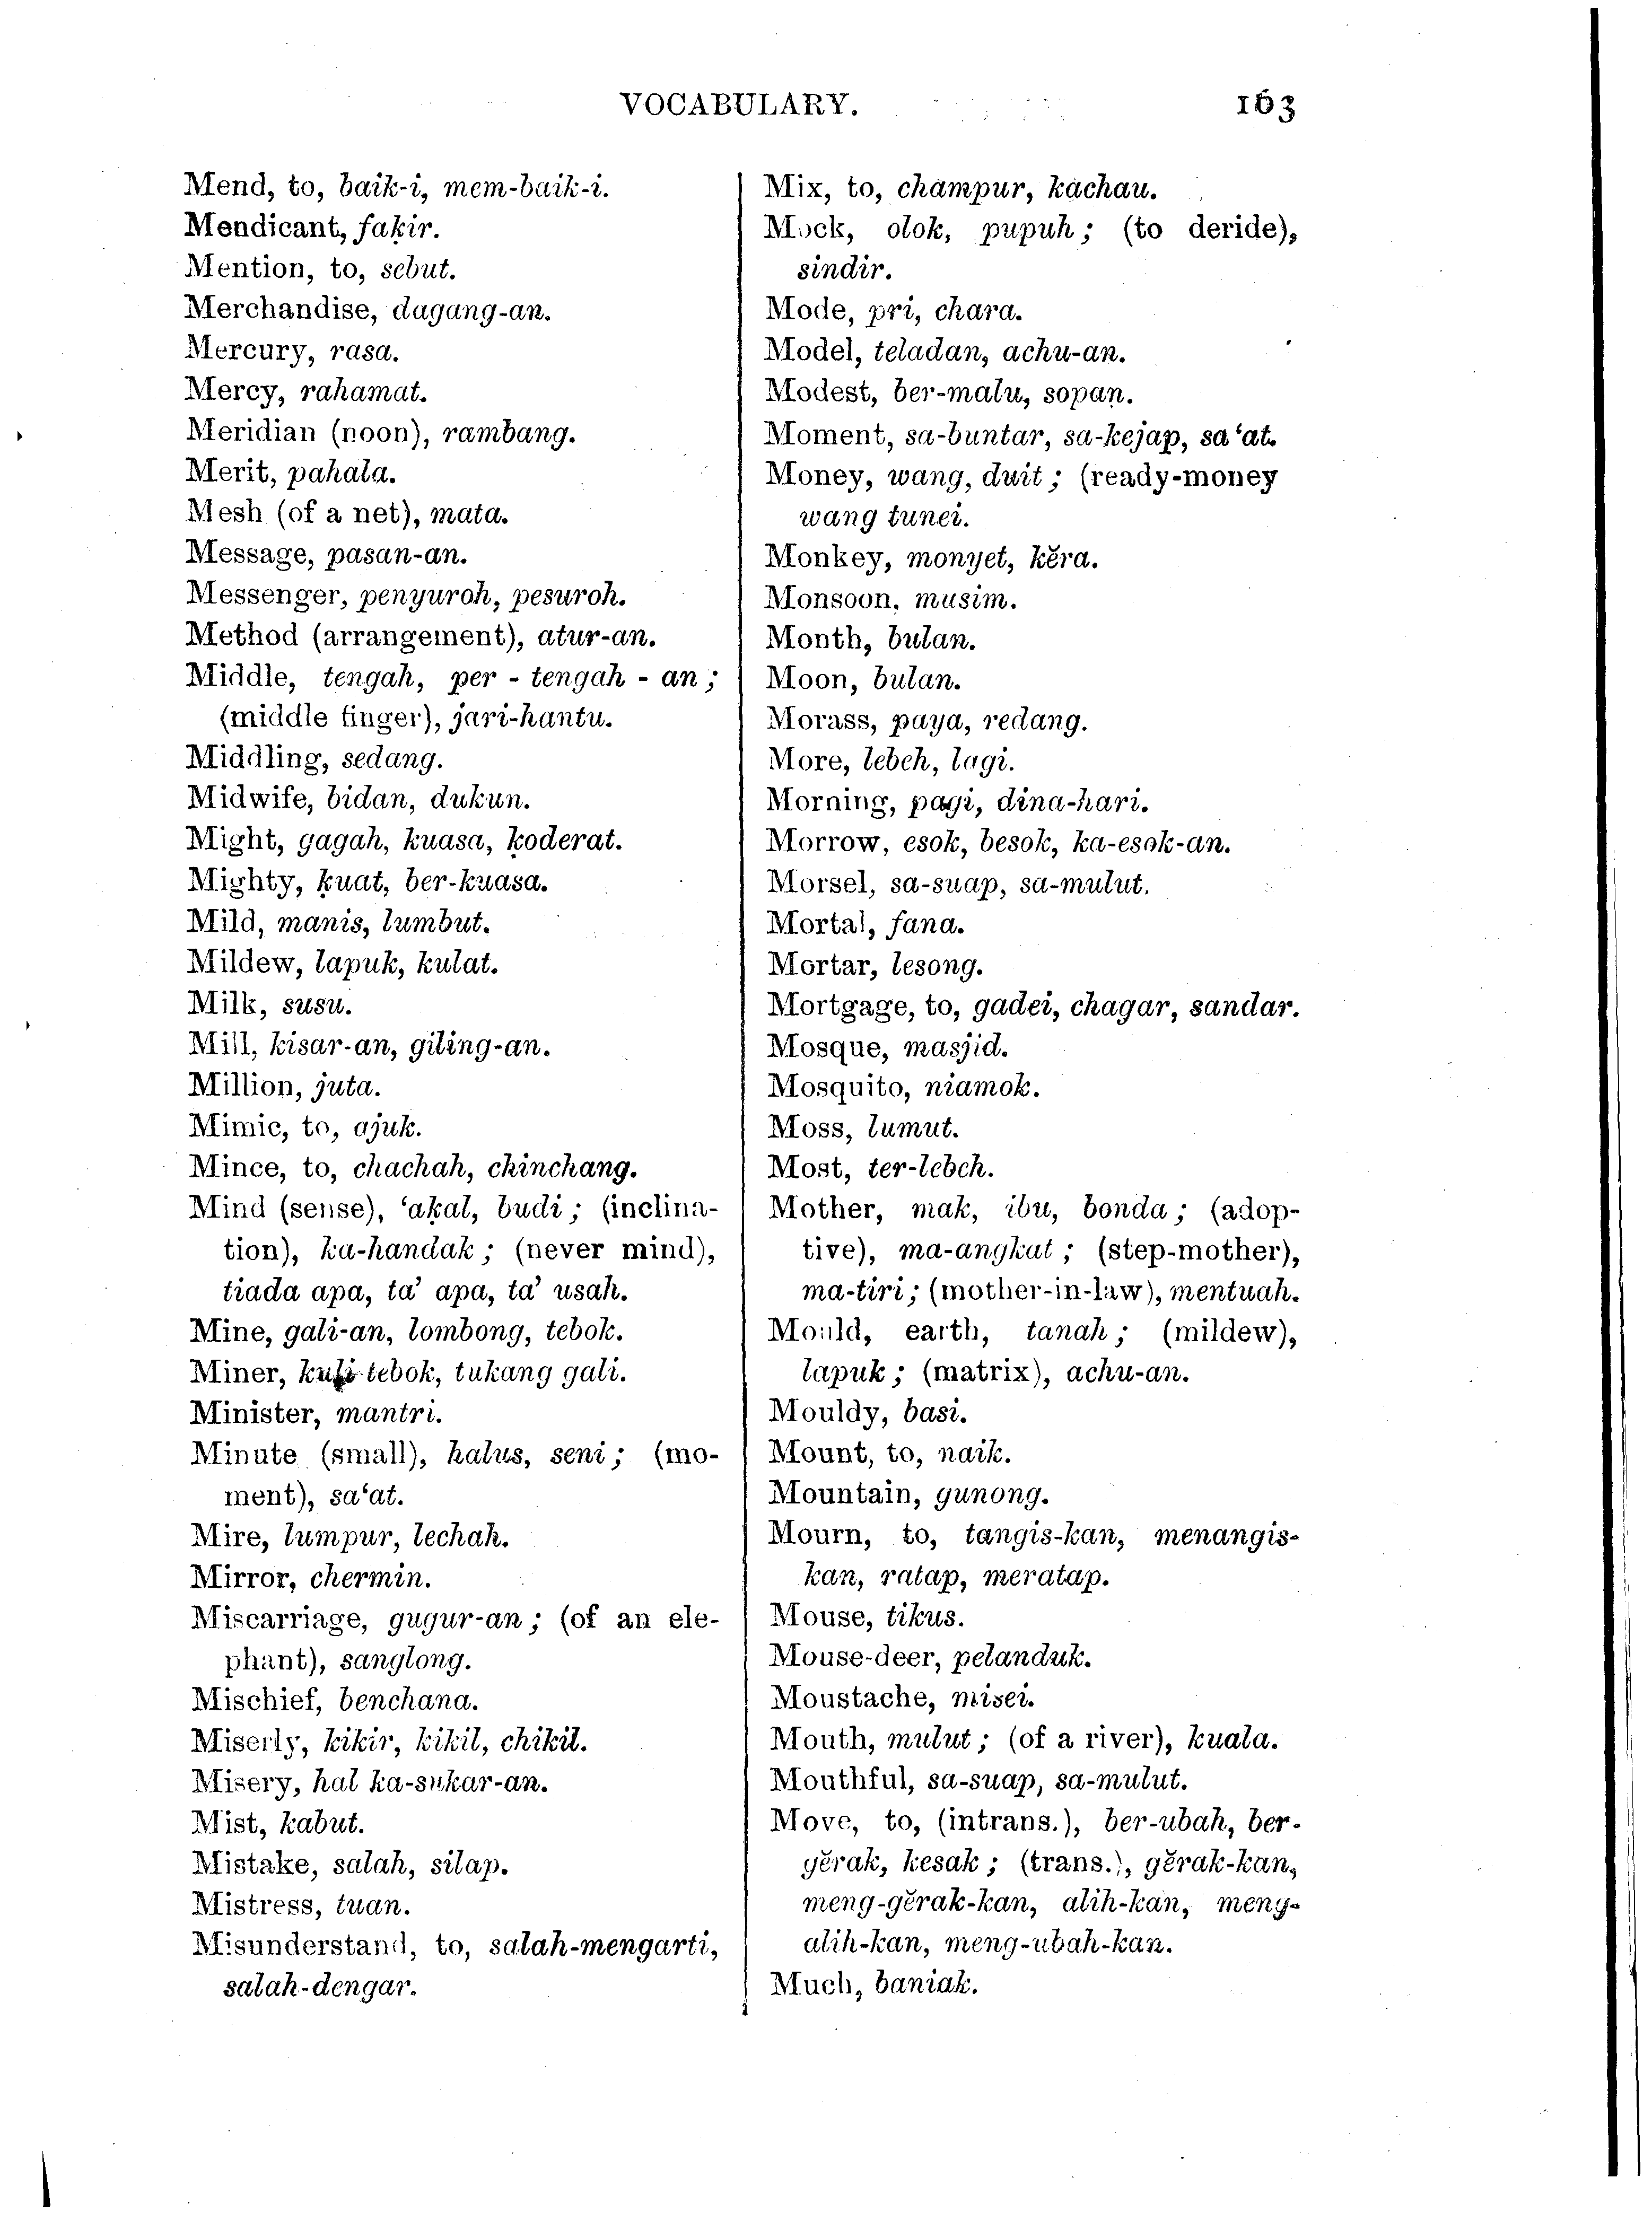 VOCABULARY. 163
Mend, to, baik-i, mem-baik-i.
Mendicant, faḳir.
Mention, to, sebut.
Merchandise, dagang-an.
Mercury, rasa.
Mercy, rahamat.
Meridian (noon), rambang.
Merit, pahala.
Mesh (of a net), mata.
Message, pasan-an.
Messenger, penyuroh, pesuroh.
Method (arrangement), atur-an.
Middle, tengah, per - tengah - an;
(middle finger), jari-hantu.
Middling, sedang.
Midwife, bidan, dukun.
Might, gagah, kuasa, ḳoderat.
Mighty, ḳuat, ber-kuasa.
Mild, manis, lumbut.
Mildew, lapuk, kulat.
Milk, susu.
Mill, kisar-an, giling-an.
Million, juta.
Mimic, to, ajuk.
Mince, to, chachah, chinchang.
Mind (sense), ‘aḳal, budi; (inclina-
tion), ka-handak; (never mind),
tiada apa, ta’ apa, ta’ usah.
Mine, gali-an, lombong, tebok.
Miner, kuli tebok, tukang gali.
Minister, mantri.
Minute (small), halus, seni; (mo-
ment), sa‘at.
Mire, lumpur, lechah.
Mirror, chermin.
Miscarriage, gugur-an; (of an ele-
phant), sanglong.
Mischief, benchana.
Miserly, kikir, kikil, chikil.
Misery, hal ka-sukar-an.
Mist, kabut.
Mistake, salah, silap.
Mistress, tuan.
Misunderstand, to, salah-mengarti,
salah-dengar.
Mix, to, champur, kachau.
Mock, olok, pupuh; (to deride),
sindir.
Mode, pri, chara.
Model, teladan, achu-an.
Modest, ber-malu, sopan.
Moment, sa-buntar, sa-kejap, sa‘at.
Money, wang, duit; (ready-money
wang tunei.
Monkey, monyet, kĕra.
Monsoon, musim.
Month, bulan.
Moon, bulan.
Morass, paya, redang.
More, lebeh, lagi.
Morning, pagi, dina-hari.
Morrow, esok, besok, ka-esok-an.
Morsel, sa-suap, sa-mulut.
Mortal, fana.
Mortar, lesong.
Mortgage, to, gadei, chagar, sandar.
Mosque, masjid.
Mosquito, niamok.
Moss, lumut.
Most, ter-lebeh.
Mother, mak, ibu, bonda; (adop-
tive), ma-angkat; (step-mother),
ma-tiri; (mother-in-law), mentuah.
Mould, earth, tanah; (mildew),
lapuk; (matrix), achu-an.
Mouldy, basi.
Mount, to, naik.
Mountain, gunong.
Mourn, to, tangis-kan, menangis-
kan, ratap, meratap.
Mouse, tikus.
Mouse-deer, pelanduk.
Moustache, misei.
Mouth, mulut; (of a river), kuala.
Mouthful, sa-suap, sa-mulut.
Move, to, (intrans.), ber-ubah, ber-
gĕrak, kesak; (trans.), gĕrak-kan,
meng-gĕrak-kan, alih-kan, meng-
alih-kan, meng-ubah-kan.
Much, baniak.